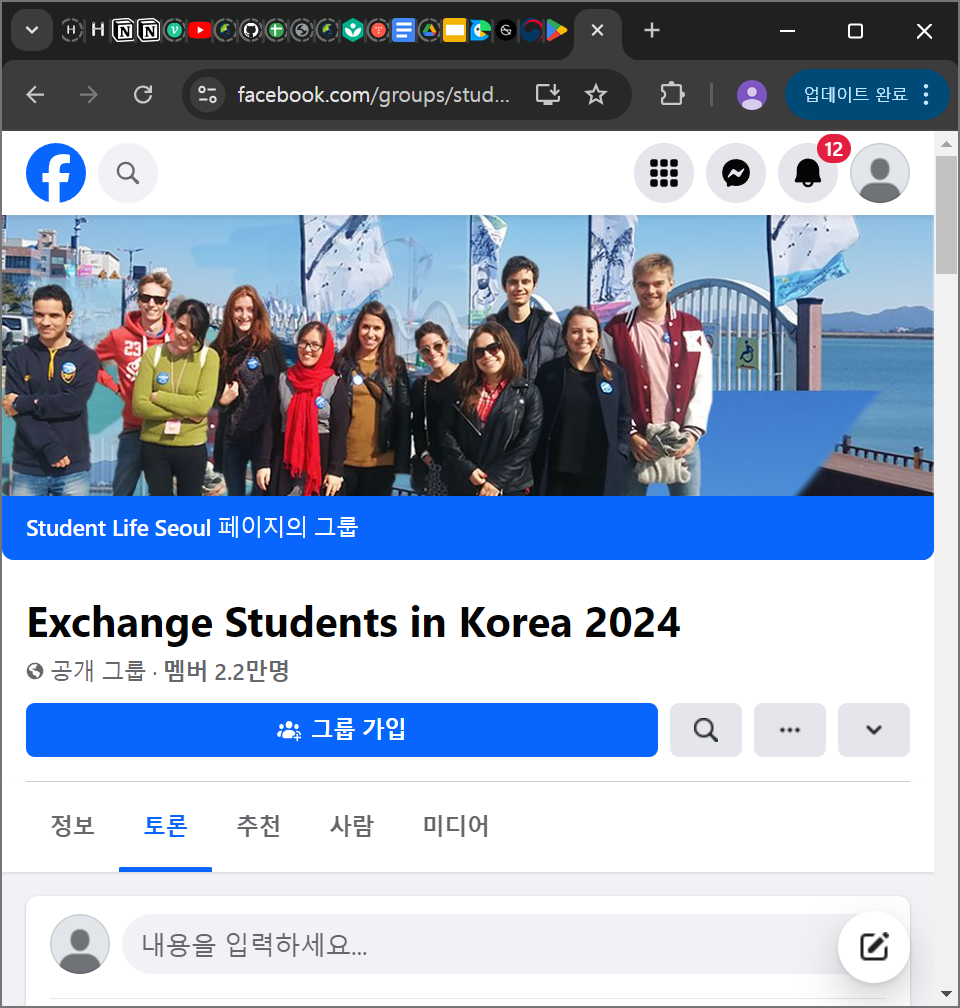 facebook.com/groups/stud...
업데이트 완료
12
23
Student Life Seoul 페이지의 그룹
Exchange Students in Korea 2024
공개 그룹 · 멤버 2.2만명
그룹 가입
정보 토론 추천 사람 미디어
내용을 입력하세요...